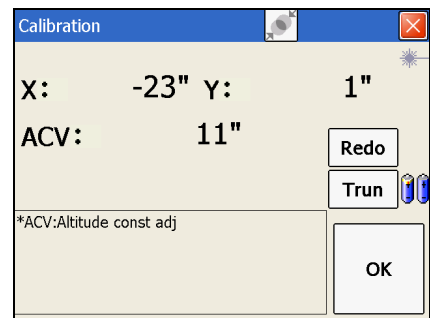 Calibration
X: -23" Y: 1"
ACV: 11"
Redo
Trun
*ACV:Altitude const adj
OK